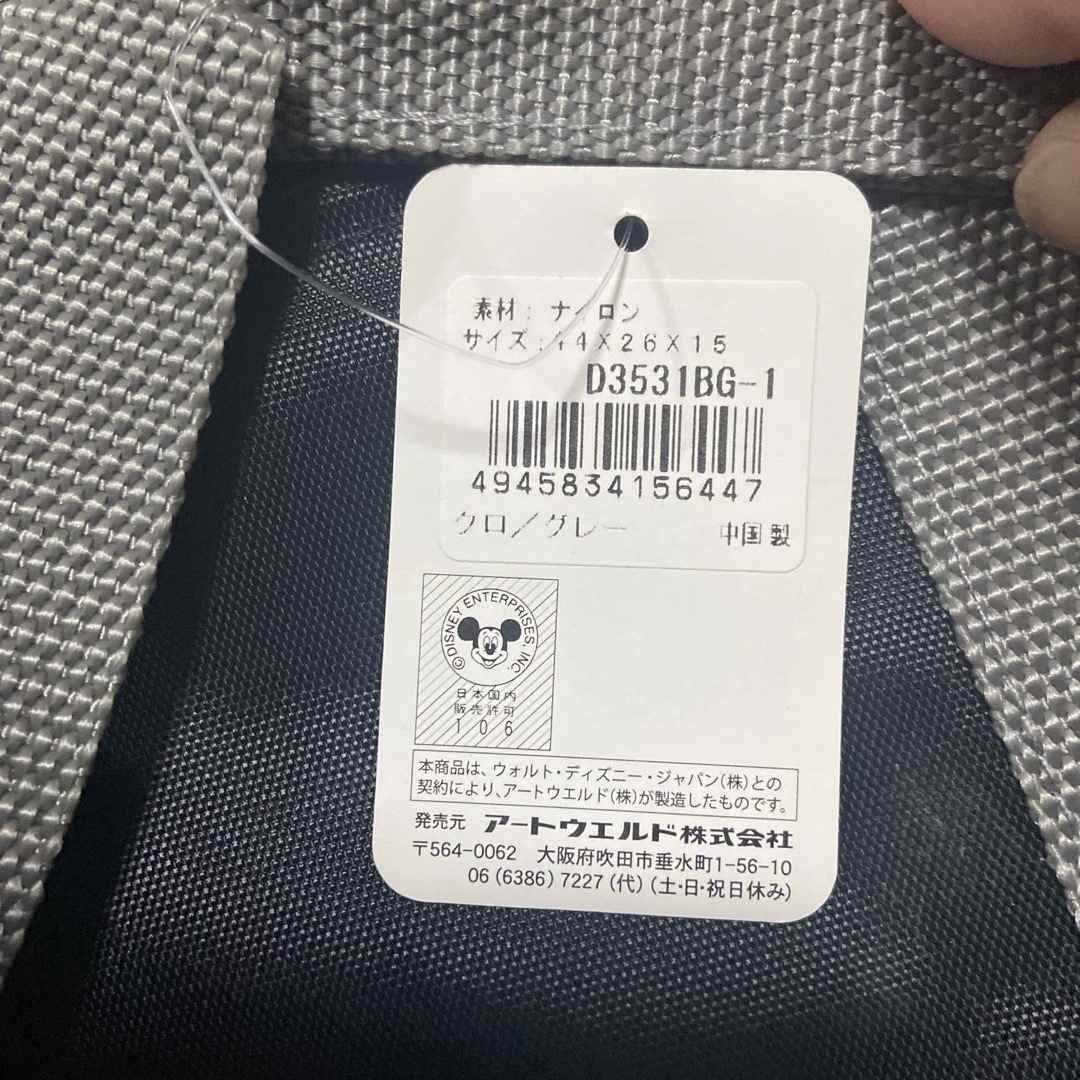 素材: ナイロン
サイズ:44X26X15
D3531BG-1
4945834156447
クロ/グレー 中国製
©DISNEY ENTERPRISES, INC.
日本国内
販売許可
106
本商品は、ウォルト・ディズニー・ジャパン(株)との
契約により、アートウエルド(株)が製造したものです。
発売元 アートウエルド株式会社
〒564-0062 大阪府吹田市垂水町1-56-10
06(6386)7227(代)(土・日・祝日休み)